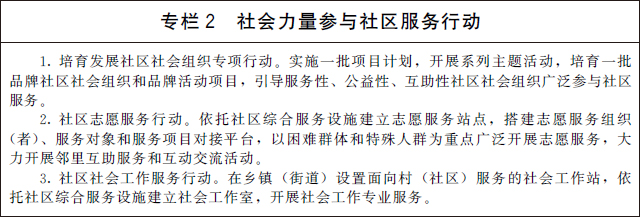 专栏2 社会力量参与社区服务行动
1. 培育发展社区社会组织专项行动。实施一批项目计划，开展系列主题活动，培育一批
品牌社区社会组织和品牌活动项目，引导服务性、公益性、互助性社区社会组织广泛参与社区
服务。
2. 社区志愿服务行动。依托社区综合服务设施建立志愿服务站点，搭建志愿服务组织
（者）、服务对象和服务项目对接平台，以困难群体和特殊人群为重点广泛开展志愿服务，大
力开展邻里互助服务和互动交流活动。
3. 社区社会工作服务行动。在乡镇（街道）设置面向村（社区）服务的社会工作站，依
托社区综合服务设施建立社会工作室，开展社会工作专业服务。